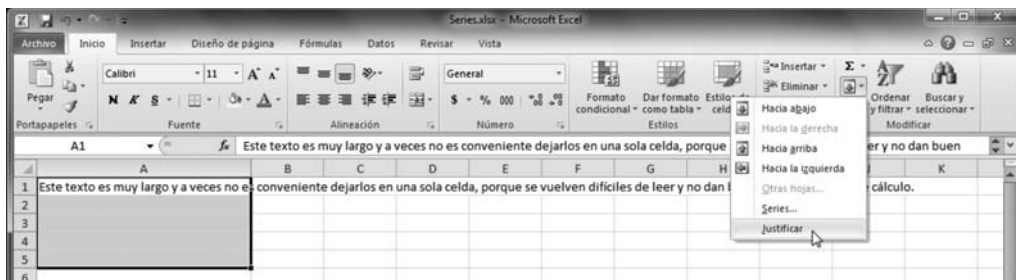 Series.xlsx - Microsoft Excel
Archivo Inicio Insertar Diseño de página Fórmulas Datos Revisar Vista
Pegar
Calibri 11 A A
N K S A
General
$ % 000
Formato condicional
Dar formato como tabla
Insertar
Eliminar
Σ
Ordenar y filtrar
Buscar y seleccionar
Portapapeles Fuente Alineación Número Estilos Modificar
Hacia abajo
Hacia la derecha
Hacia arriba
Hacia la izquierda
Otras hojas...
Series...
Justificar
A1 fx Este texto es muy largo y a veces no es conveniente dejarlos en una sola celda, porque er y no dan buen
A B C D E F G H K
1 Este texto es muy largo y a veces no es conveniente dejarlos en una sola celda, porque se vuelven difíciles de leer y no dan cálculo.
2
3
4
5
6